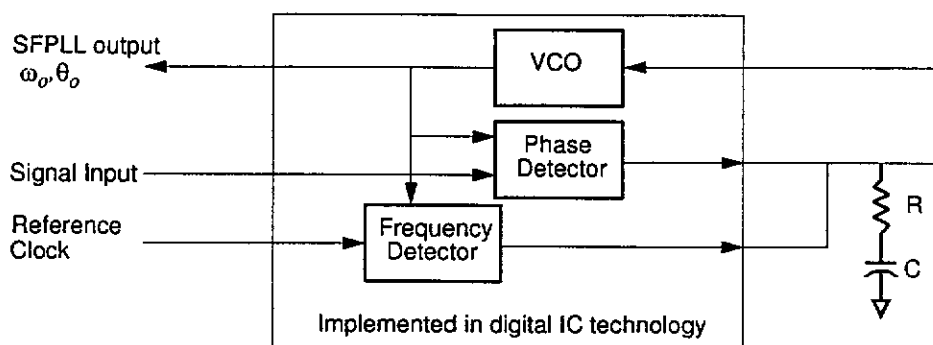 SFPLL output
ωₒ,θₒ
VCO
Phase
Detector
Signal Input
R
Reference
Clock
Frequency
Detector
C
Implemented in digital IC technology